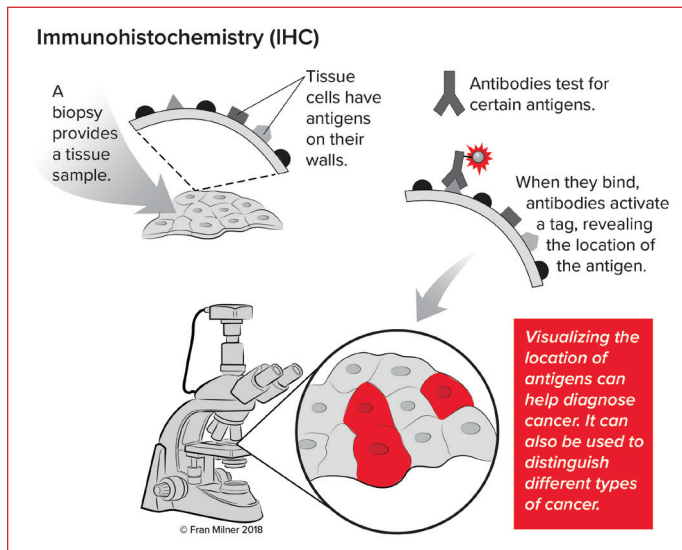 Immunohistochemistry (IHC)
A
biopsy
provides
a tissue
sample.
Tissue
cells have
antigens
on their
walls.
Antibodies test for
certain antigens.
When they bind,
antibodies activate
a tag, revealing
the location of
the antigen.
Visualizing the
location of
antigens can
help diagnose
cancer. It can
also be used to
distinguish
different types
of cancer.
© Fran Milner 2018